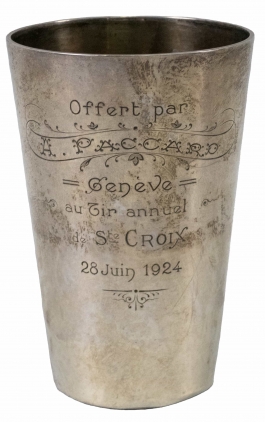 Offert par
A. PACCARD
= Genève =
au Tir annuel
de Ste CROIX
28 Juin 1924